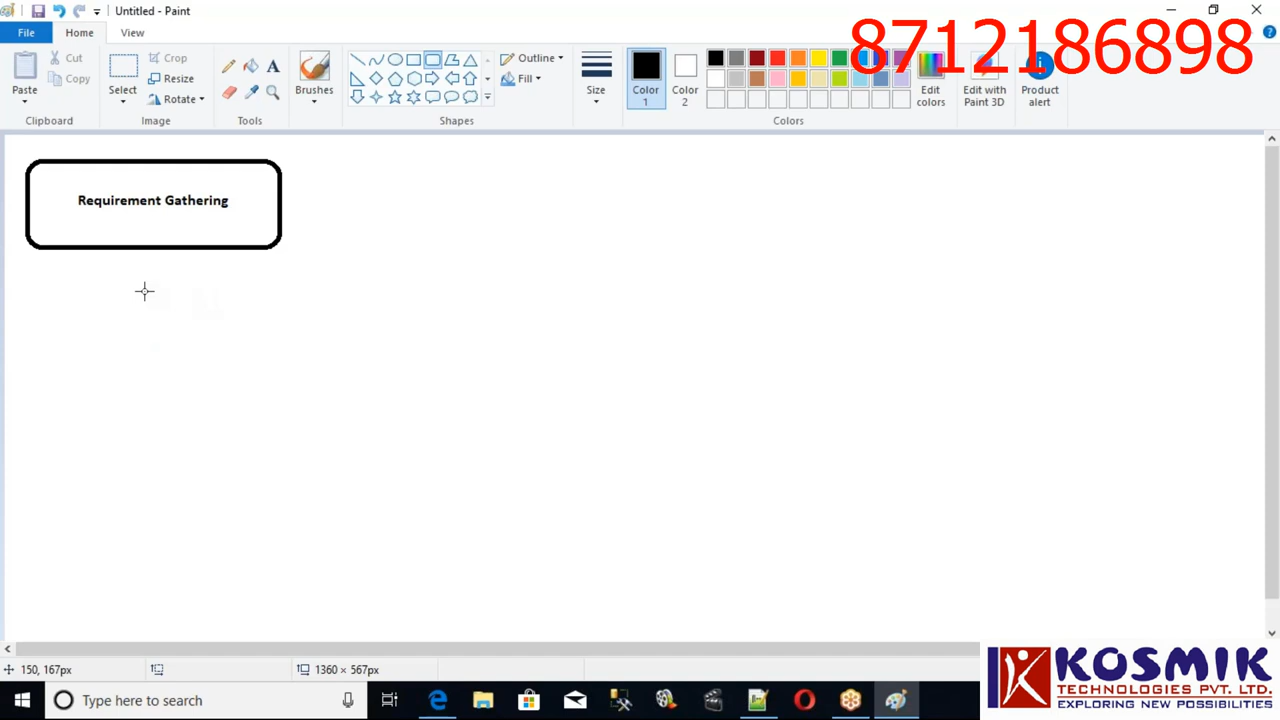 Untitled - Paint
8712186898
File
Home
View
Paste
Cut
Copy
Clipboard
Select
Crop
Resize
Rotate
Image
A
Tools
Brushes
Outline
Fill
Shapes
Size
Color 1
Color 2
Edit colors
Colors
Edit with Paint 3D
Product alert
Requirement Gathering
150, 167px
1360 × 567px
Type here to search
KOSMIK
TECHNOLOGIES PVT. LTD.
EXPLORING NEW POSSIBILITIES